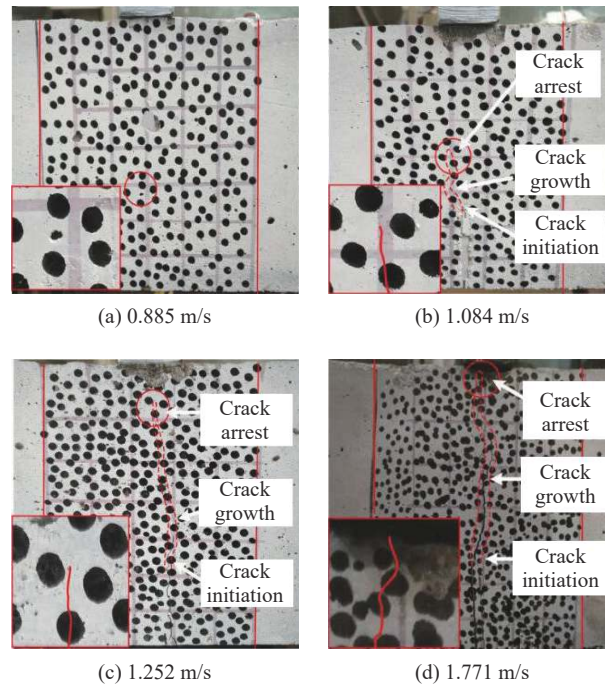 Crack
arrest
Crack
growth
Crack
initiation
(a) 0.885 m/s
(b) 1.084 m/s
Crack
arrest
Crack
growth
Crack
initiation
Crack
arrest
Crack
growth
Crack
initiation
(c) 1.252 m/s
(d) 1.771 m/s